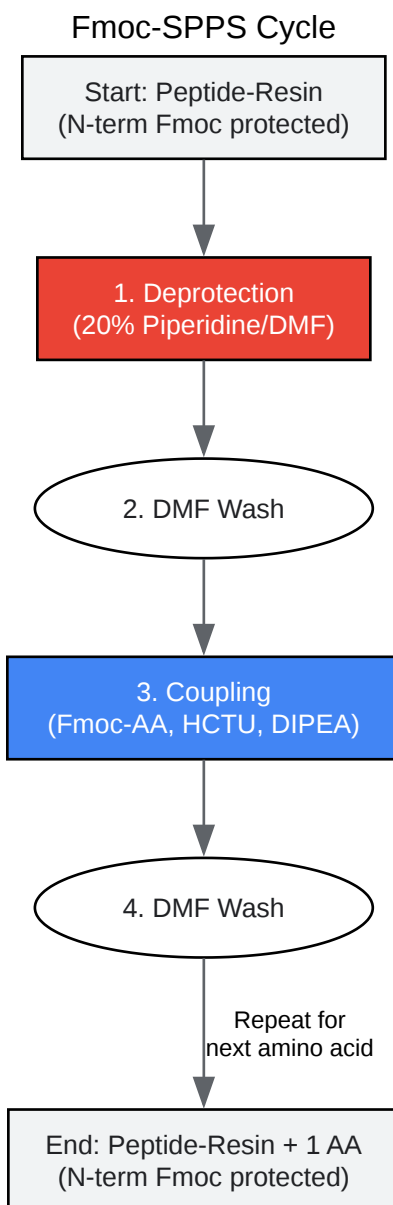 Fmoc-SPPS Cycle
Start: Peptide-Resin
(N-term Fmoc protected)
1. Deprotection
(20% Piperidine/DMF)
2. DMF Wash
3. Coupling
(Fmoc-AA, HCTU, DIPEA)
4. DMF Wash
Repeat for
next amino acid
End: Peptide-Resin + 1 AA
(N-term Fmoc protected)